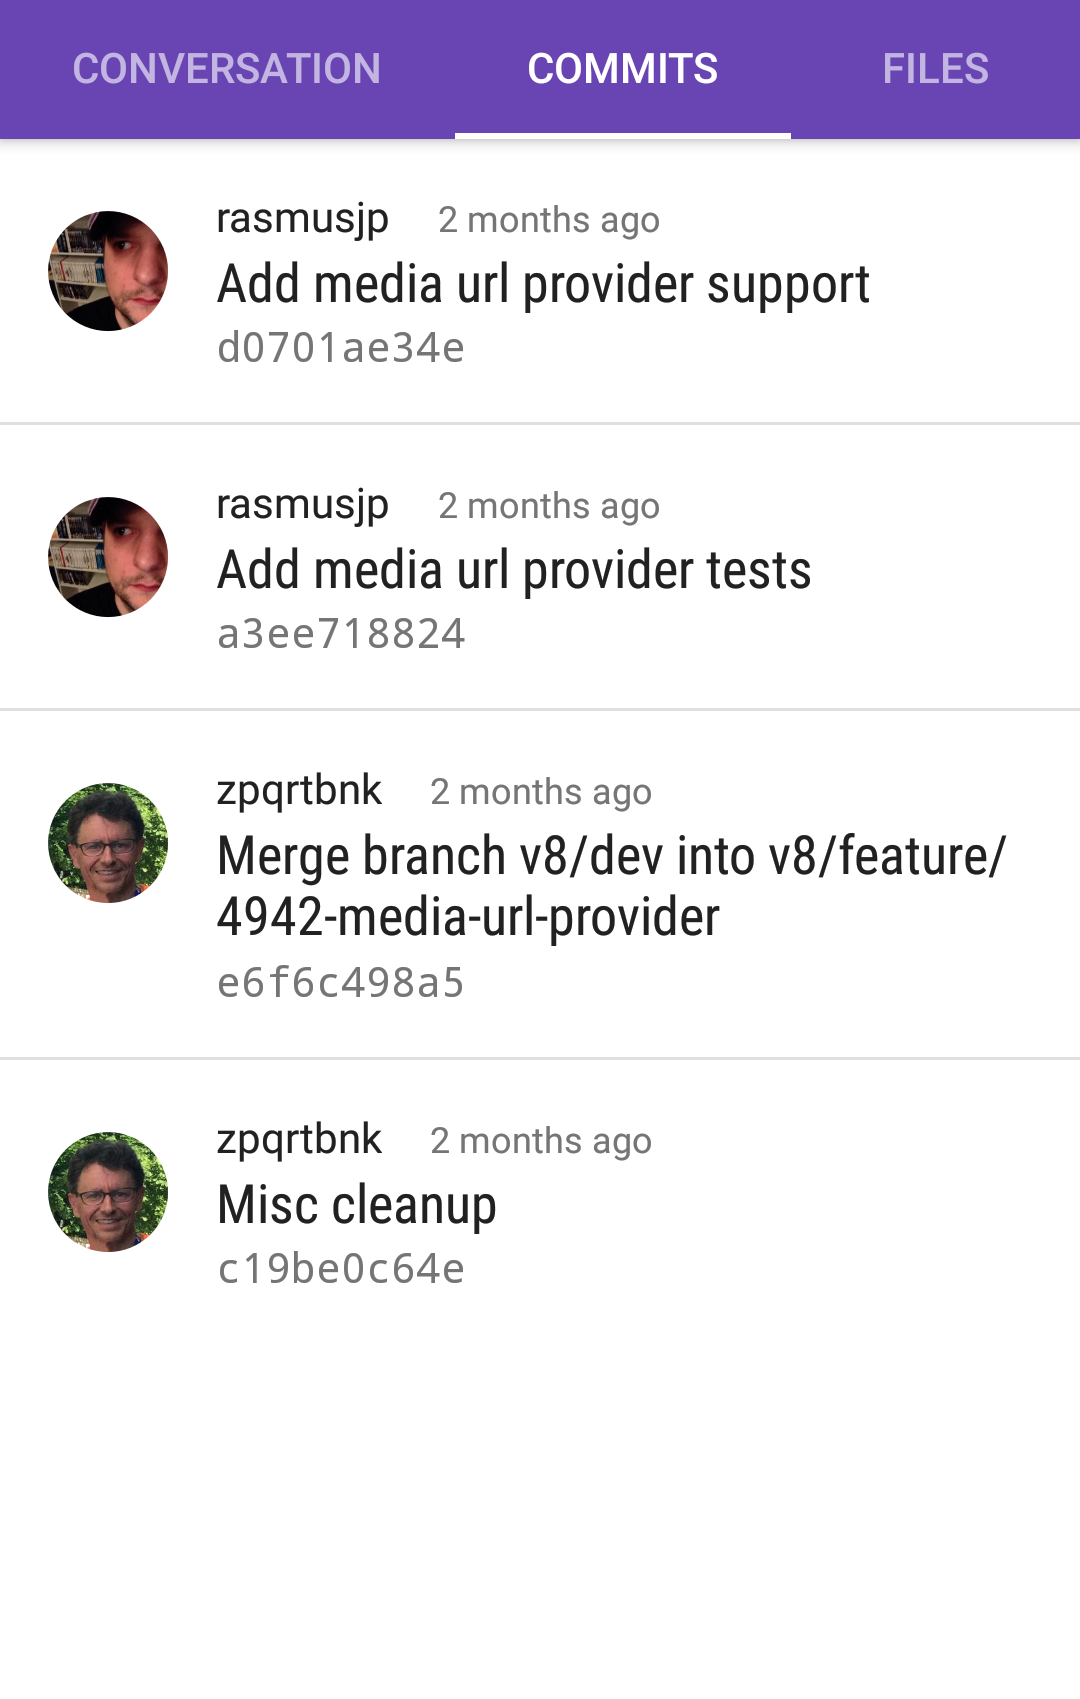 CONVERSATION COMMITS FILES
rasmusjp 2 months ago
Add media url provider support
d0701ae34e
rasmusjp 2 months ago
Add media url provider tests
a3ee718824
zpqrtbnk 2 months ago
Merge branch v8/dev into v8/feature/
4942-media-url-provider
e6f6c498a5
zpqrtbnk 2 months ago
Misc cleanup
c19be0c64e